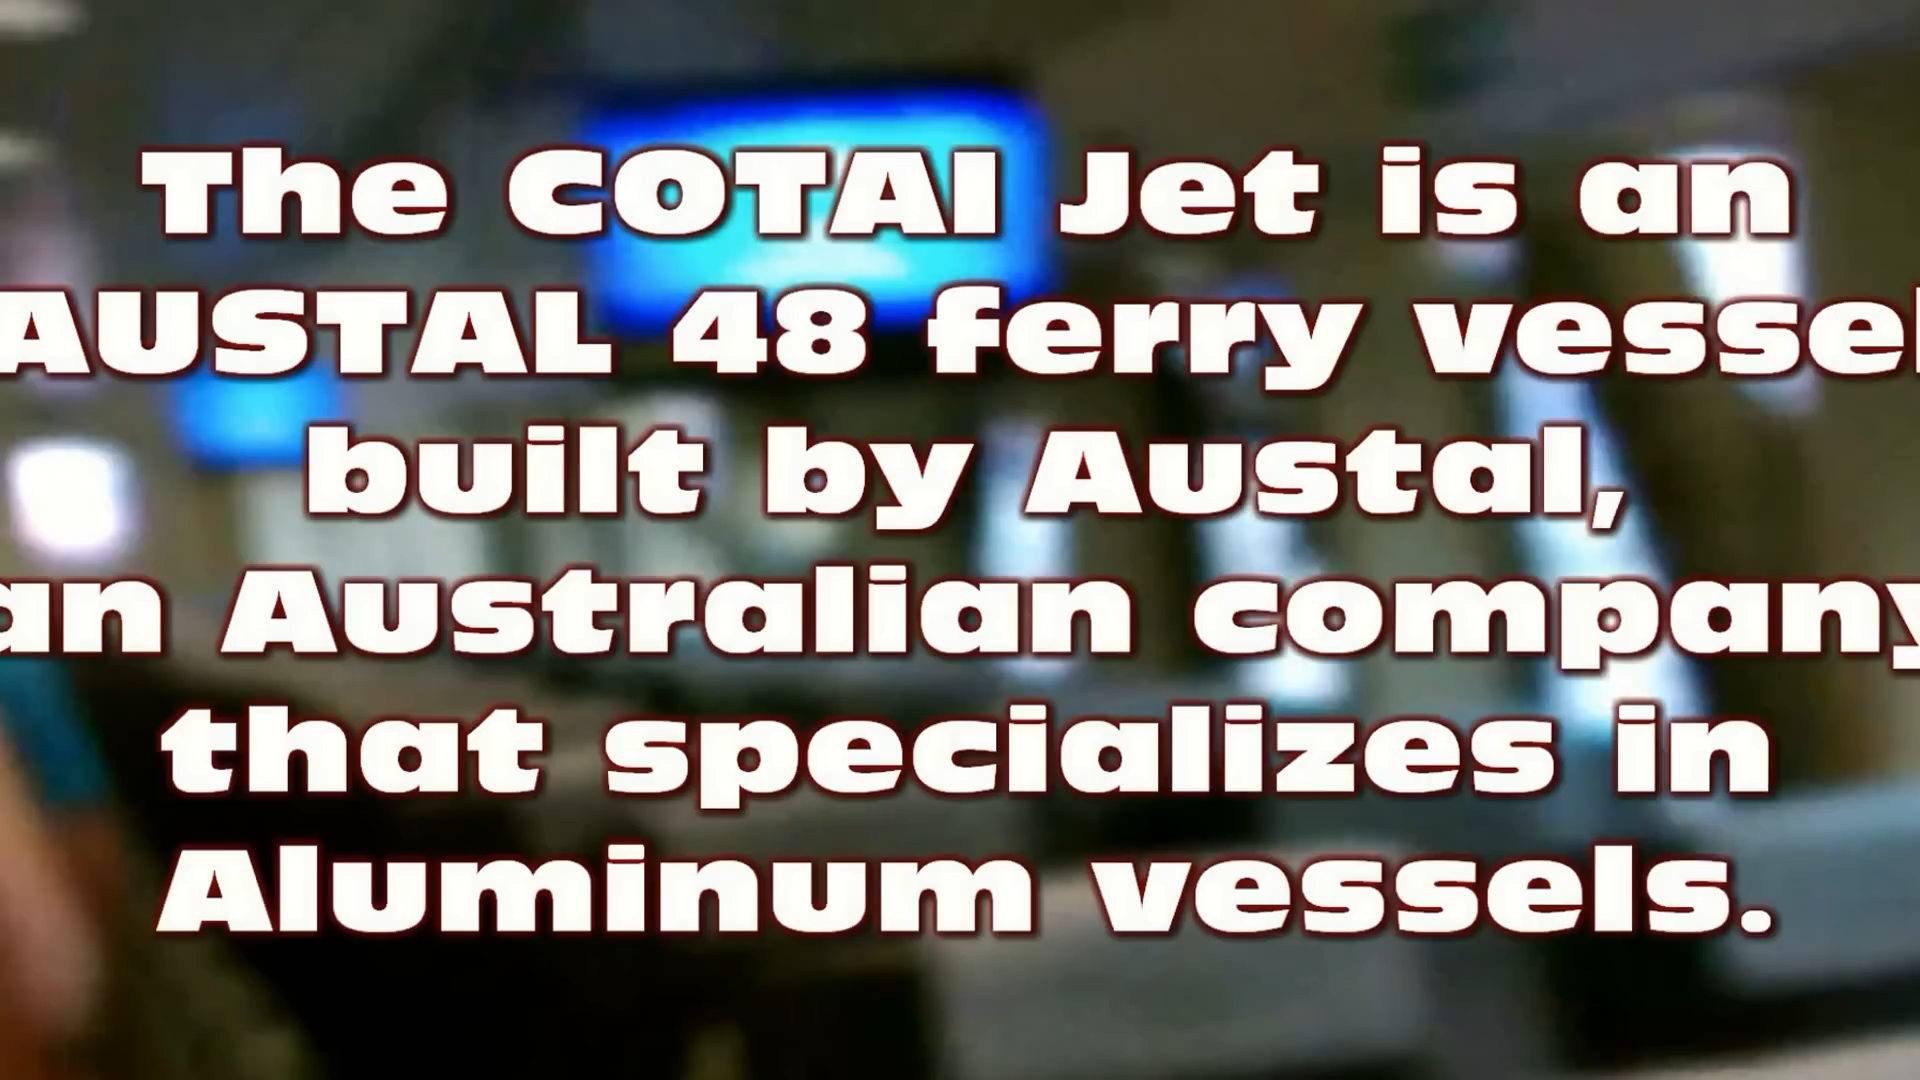 The COTAI Jet is an
AUSTAL 48 ferry vessel
built by Austal,
an Australian company
that specializes in
Aluminum vessels.